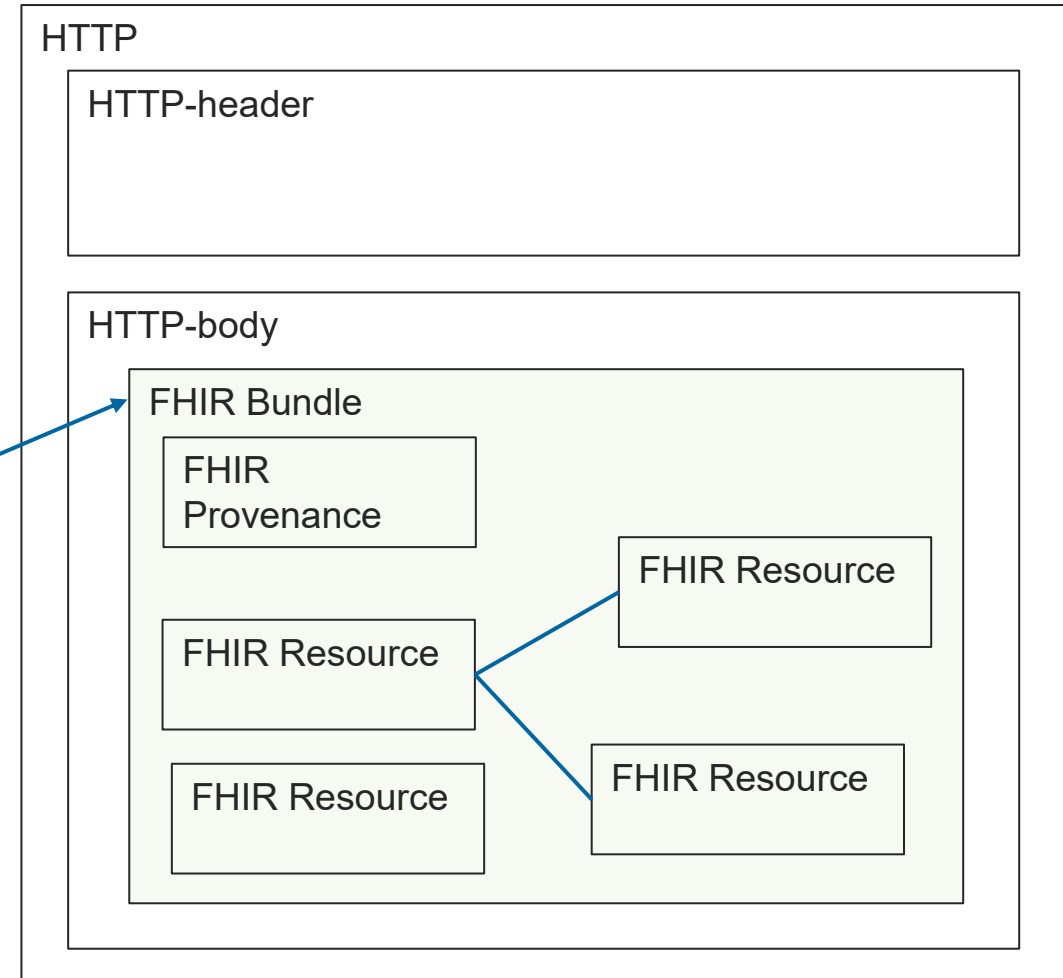 HTTP
HTTP-header
HTTP-body
FHIR Bundle
FHIR
Provenance
FHIR Resource
FHIR Resource
FHIR Resource
FHIR Resource